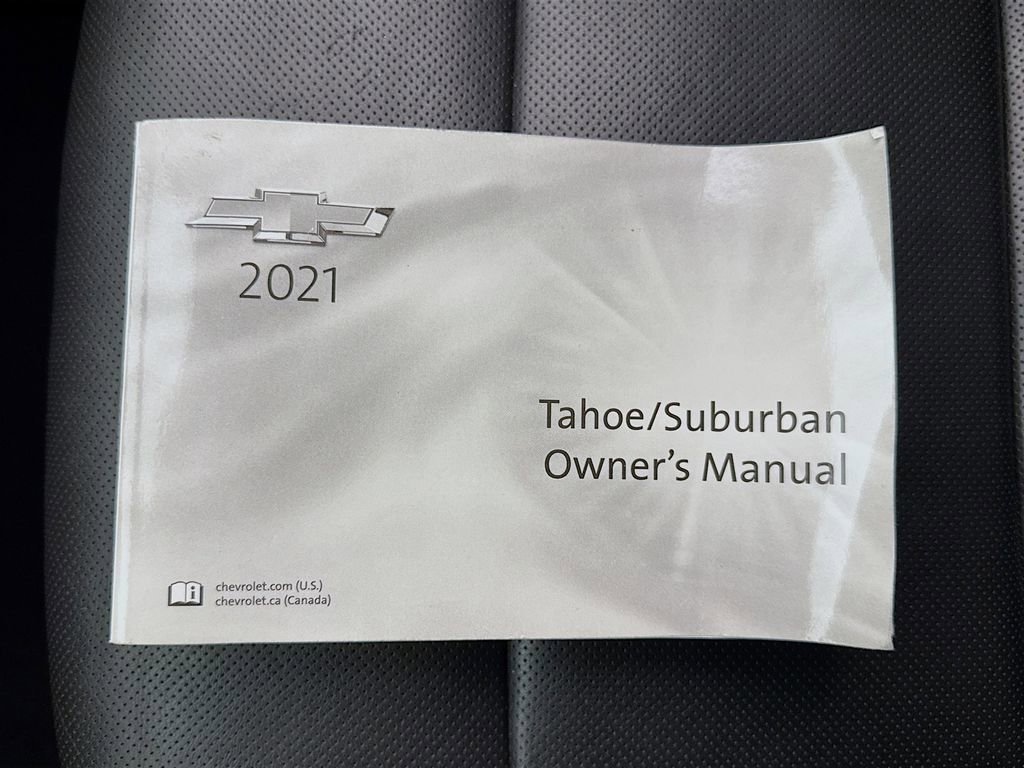 2021
Tahoe/Suburban
Owner's Manual
chevrolet.com (U.S.)
chevrolet.ca (Canada)